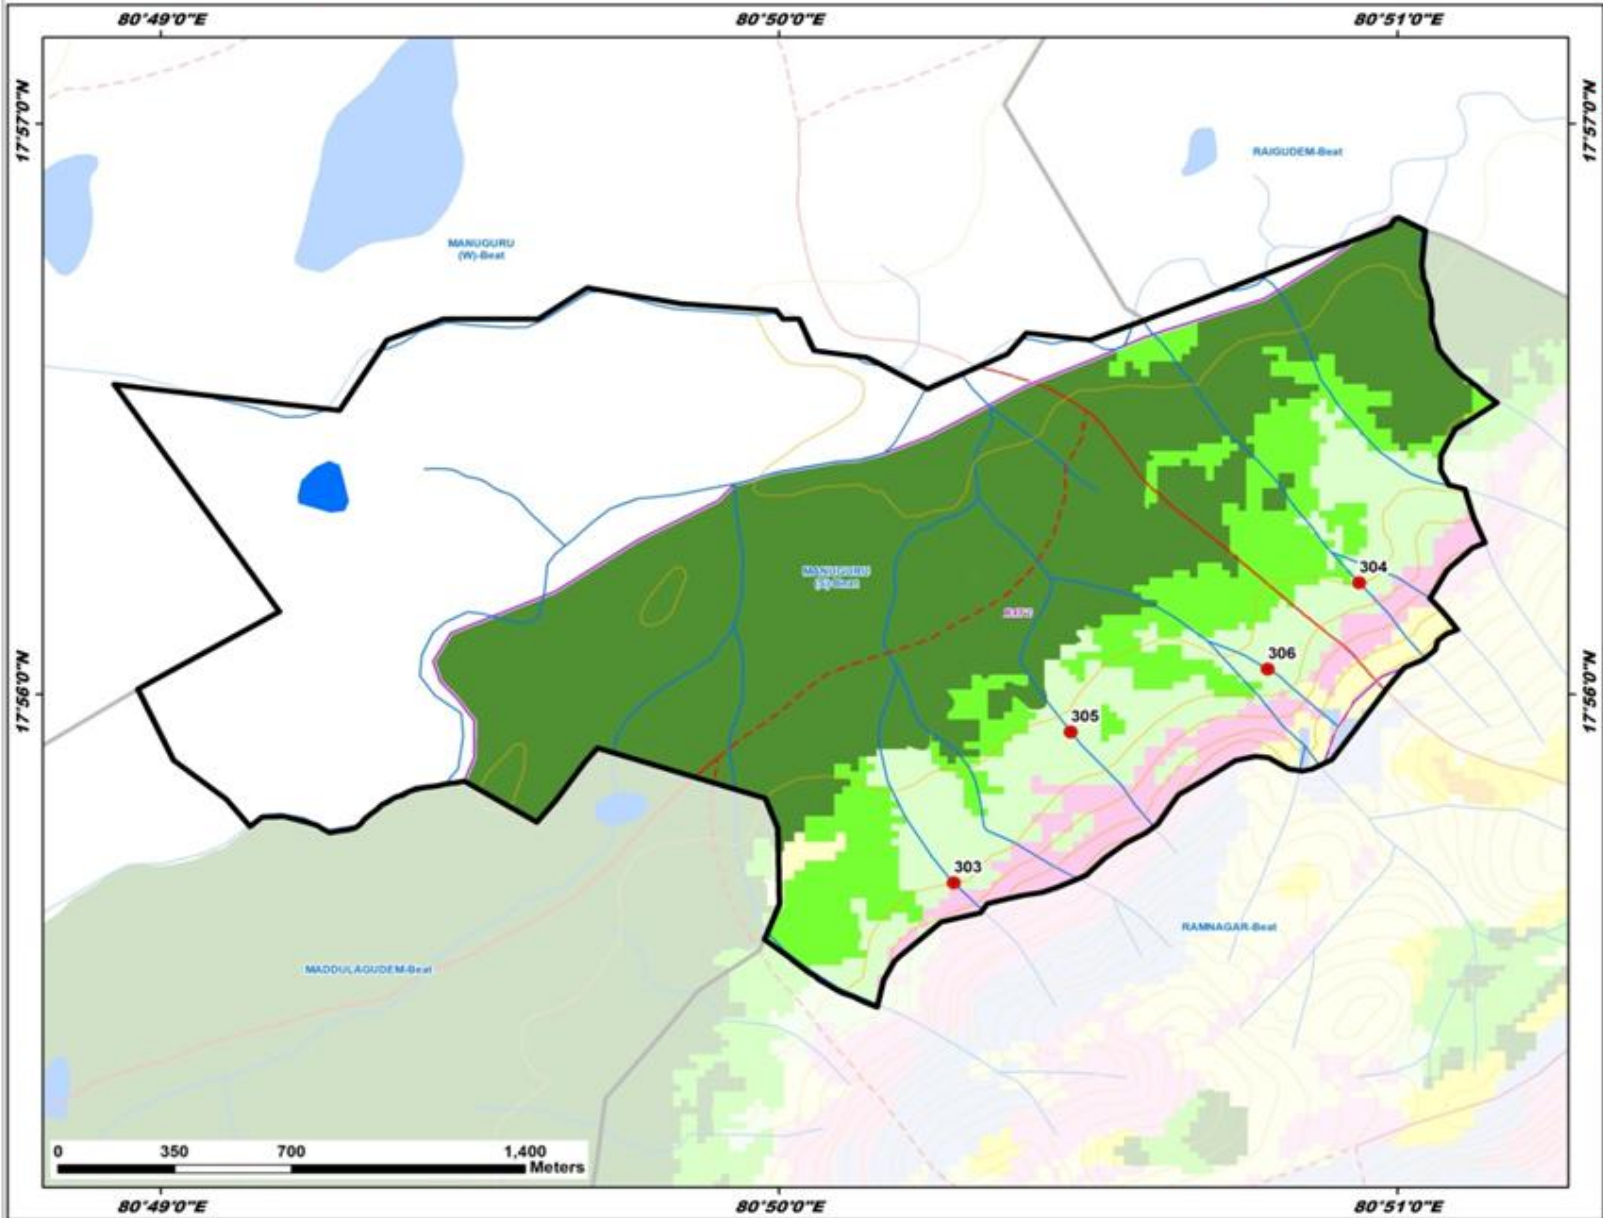 80°49'0"E 80°50'0"E 80°51'0"E
17°57'0"N 17°57'0"N
RAIGUDEM-Beat
MANUGURU
(W)-Beat
304
MANUGURU
(S)-Beat
306
17°56'0"N 17°56'0"N
305
303
RAMNAGAR-Beat
MADDULAGUDEM-Beat
0 350 700 1,400
Meters
80°49'0"E 80°50'0"E 80°51'0"E